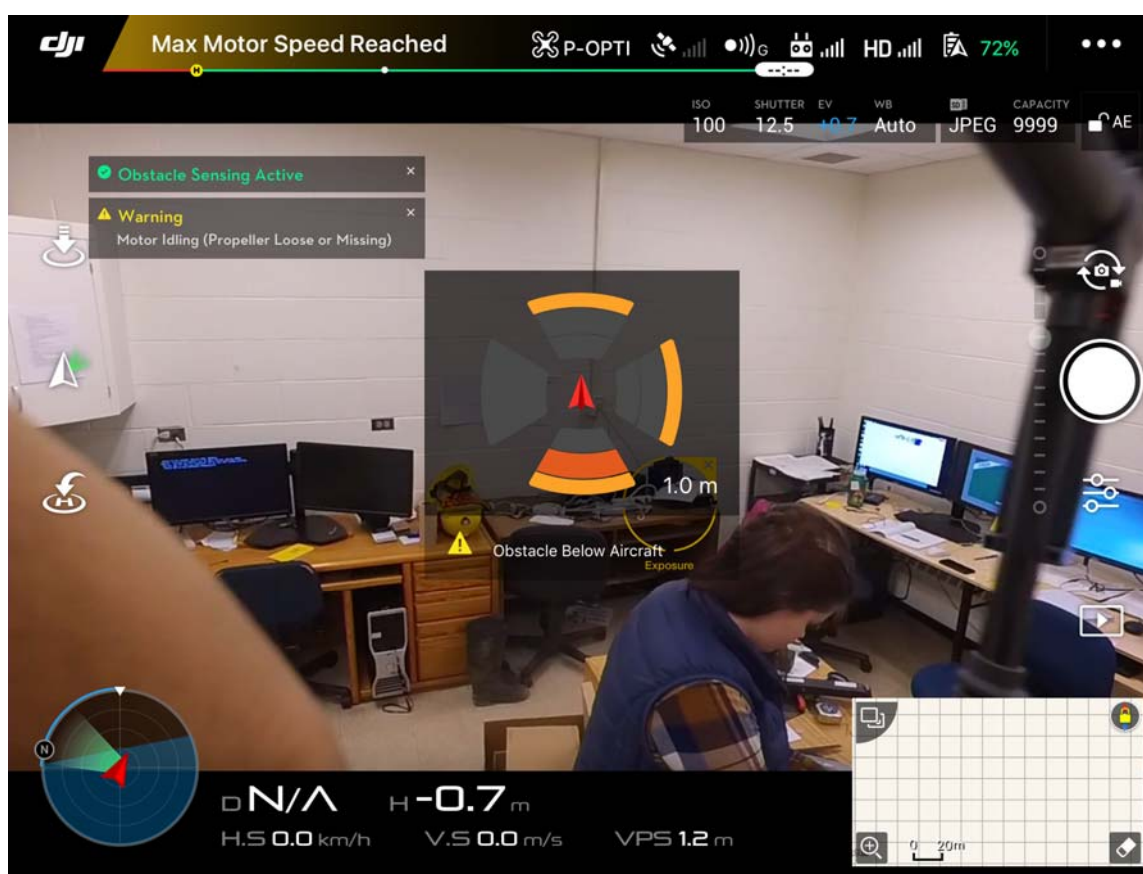 dji
Max Motor Speed Reached
P-OPTI
G
HD
72%
H
--:--
ISO
100
SHUTTER
12.5
EV
+0.7
WB
Auto
JPEG
CAPACITY
9999
AE
Obstacle Sensing Active
Warning
Motor Idling (Propeller Loose or Missing)
H
1.0 m
Obstacle Below Aircraft
Exposure
N
D N/A H -0.7 m
H.S 0.0 km/h V.S 0.0 m/s VPS 1.2 m
0 20m